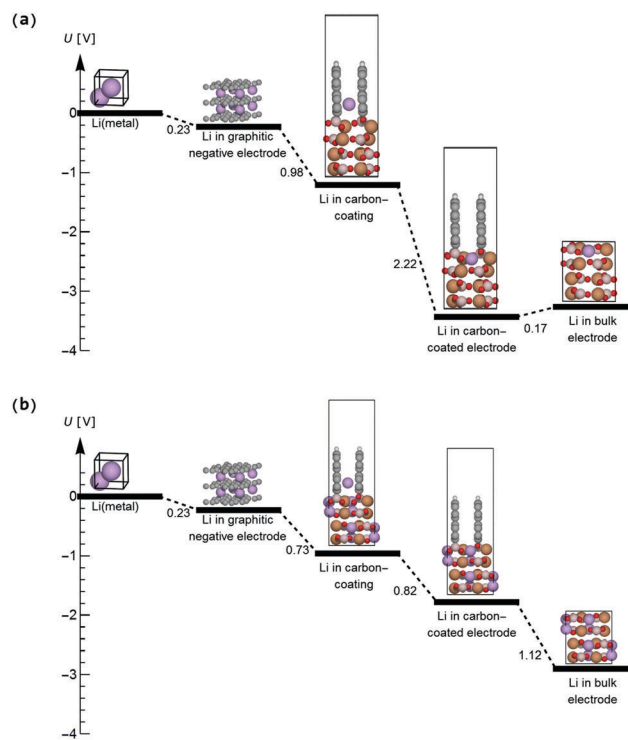 (a)
U [V]
0
Li(metal)
0.23
Li in graphitic
negative electrode
0.98
−1
Li in carbon–
coating
−2
2.22
−3
Li in carbon–
coated electrode
0.17
Li in bulk
electrode
−4
(b)
U [V]
0
Li(metal)
0.23
Li in graphitic
negative electrode
0.73
−1
Li in carbon–
coating
0.82
−2
Li in carbon–
coated electrode
1.12
Li in bulk
electrode
−3
−4